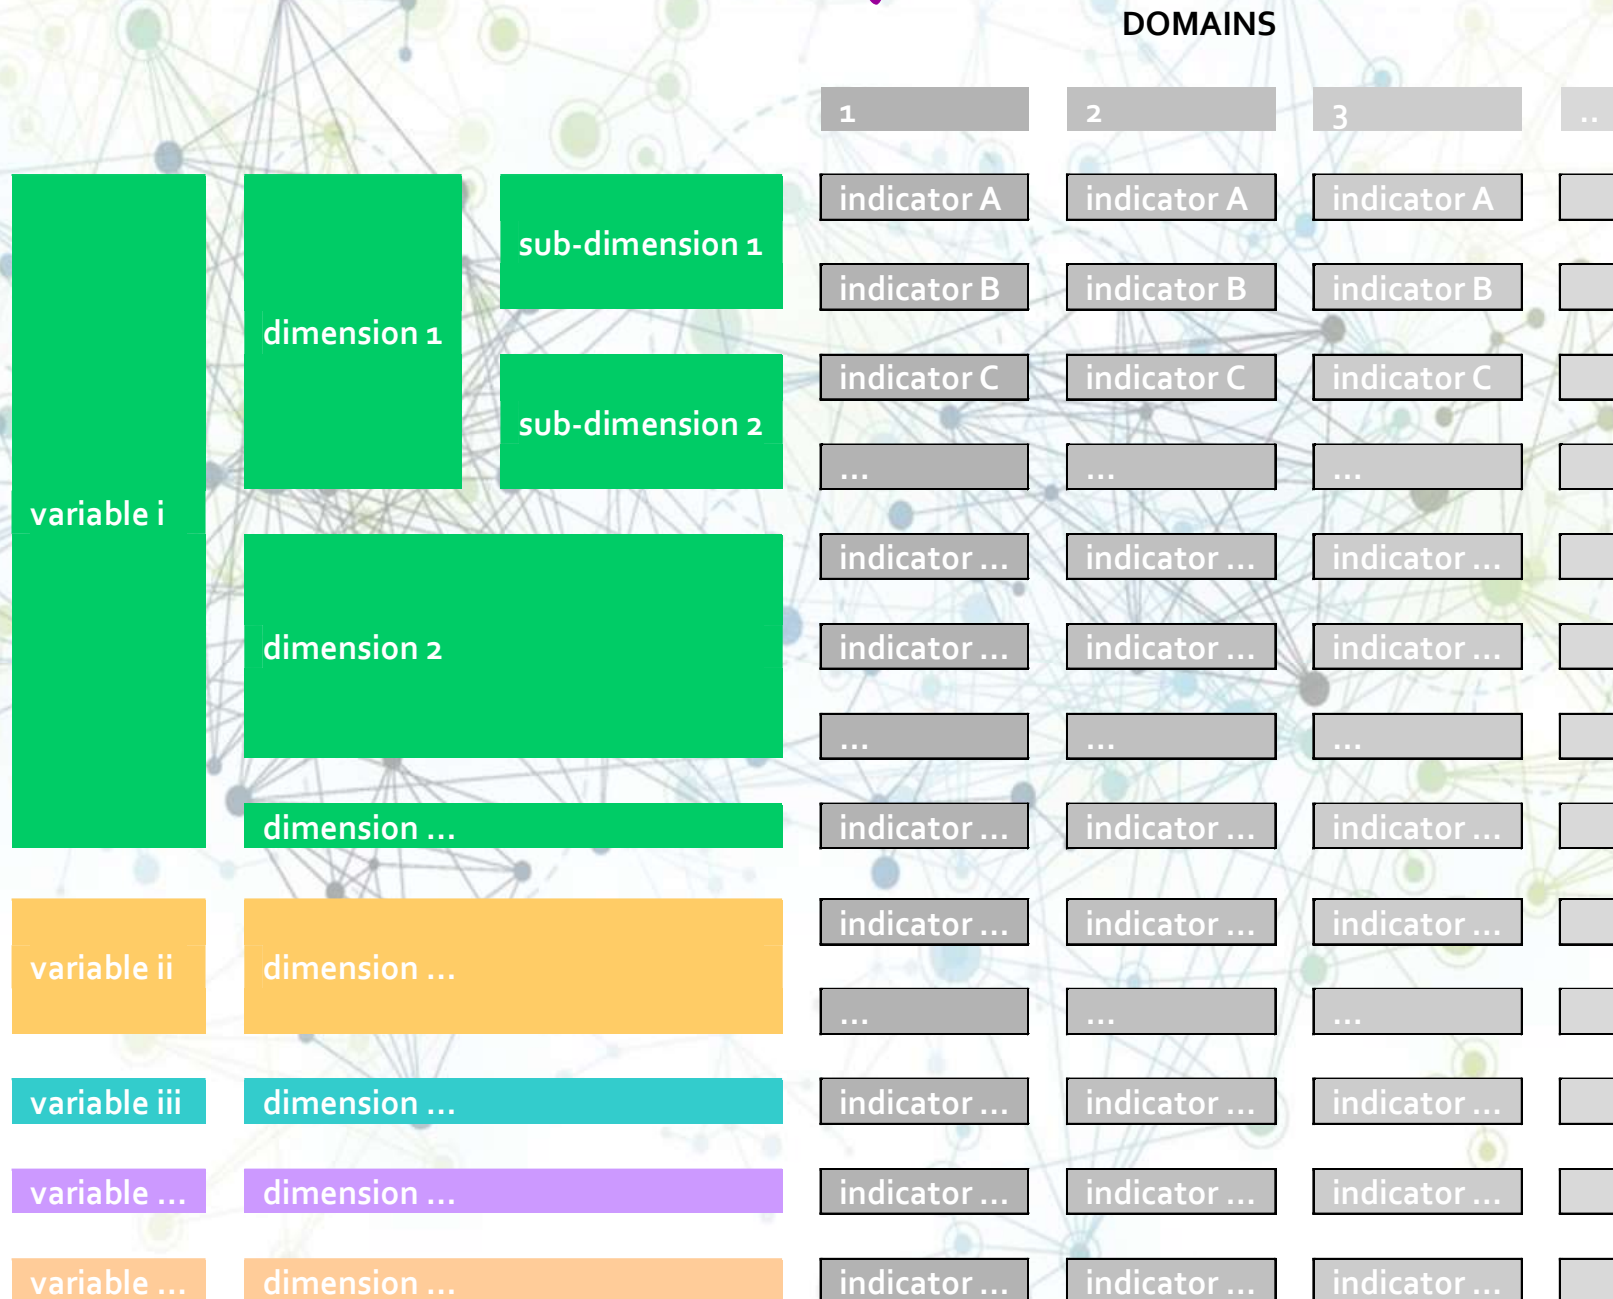 DOMAINS
1 2 3 ..
indicator A indicator A indicator A
sub-dimension 1
indicator B indicator B indicator B
dimension 1
indicator C indicator C indicator C
sub-dimension 2
... ... ...
variable i
indicator ... indicator ... indicator ...
dimension 2 indicator ... indicator ... indicator ...
... ... ...
dimension ... indicator ... indicator ... indicator ...
indicator ... indicator ... indicator ...
variable ii dimension ...
... ... ...
variable iii dimension ... indicator ... indicator ... indicator ...
variable ... dimension ... indicator ... indicator ... indicator ...
variable ... dimension ... indicator ... indicator ... indicator ...